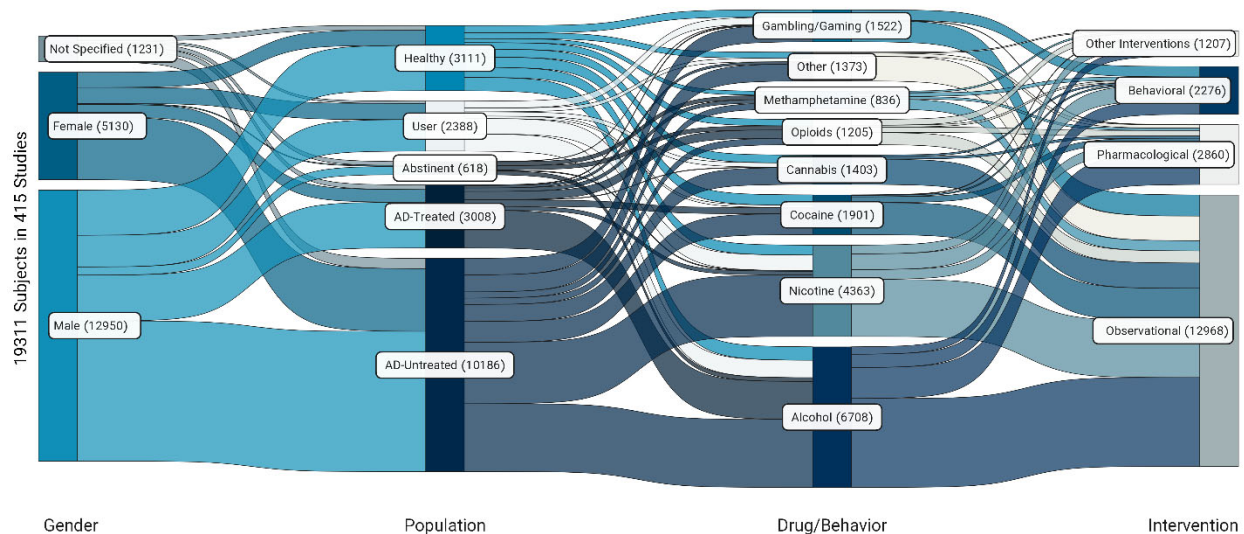 19311 Subjects in 415 Studies
Not Specified (1231)
Female (5130)
Male (12950)
Healthy (3111)
User (2388)
Abstinent (618)
AD-Treated (3008)
AD-Untreated (10186)
Gambling/Gaming (1522)
Other (1373)
Methamphetamine (836)
Opioids (1205)
Cannabis (1403)
Cocaine (1901)
Nicotine (4363)
Alcohol (6708)
Other Interventions (1207)
Behavioral (2276)
Pharmacological (2860)
Observational (12968)
Gender
Population
Drug/Behavior
Intervention